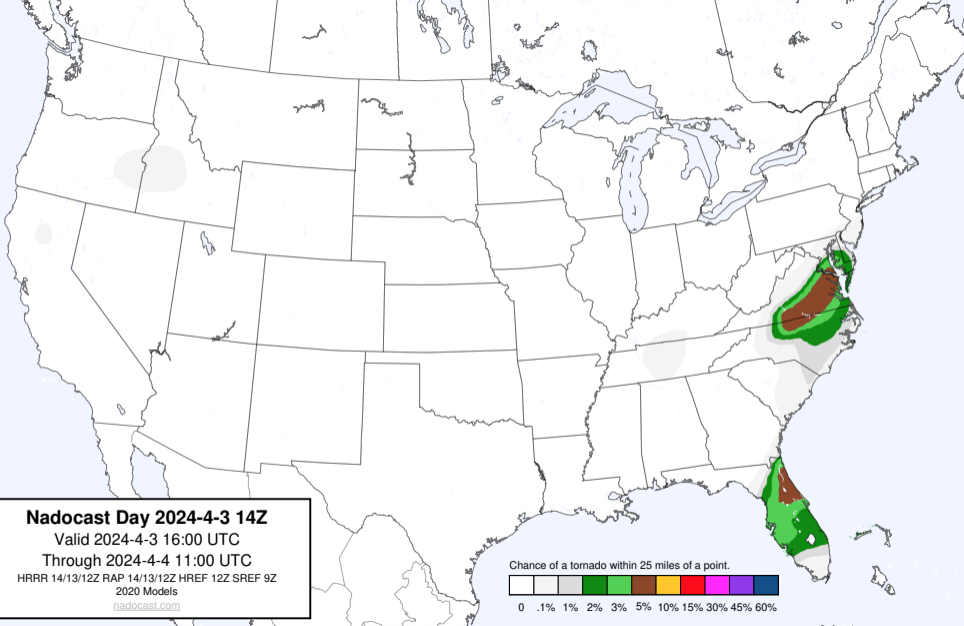 Nadocast Day 2024-4-3 14Z
Valid 2024-4-3 16:00 UTC
Through 2024-4-4 11:00 UTC
HRRR 14/13/12Z RAP 14/13/12Z HREF 12Z SREF 9Z
2020 Models
nadocast.com
Chance of a tornado within 25 miles of a point.
0 .1% 1% 2% 3% 5% 10% 15% 30% 45% 60%